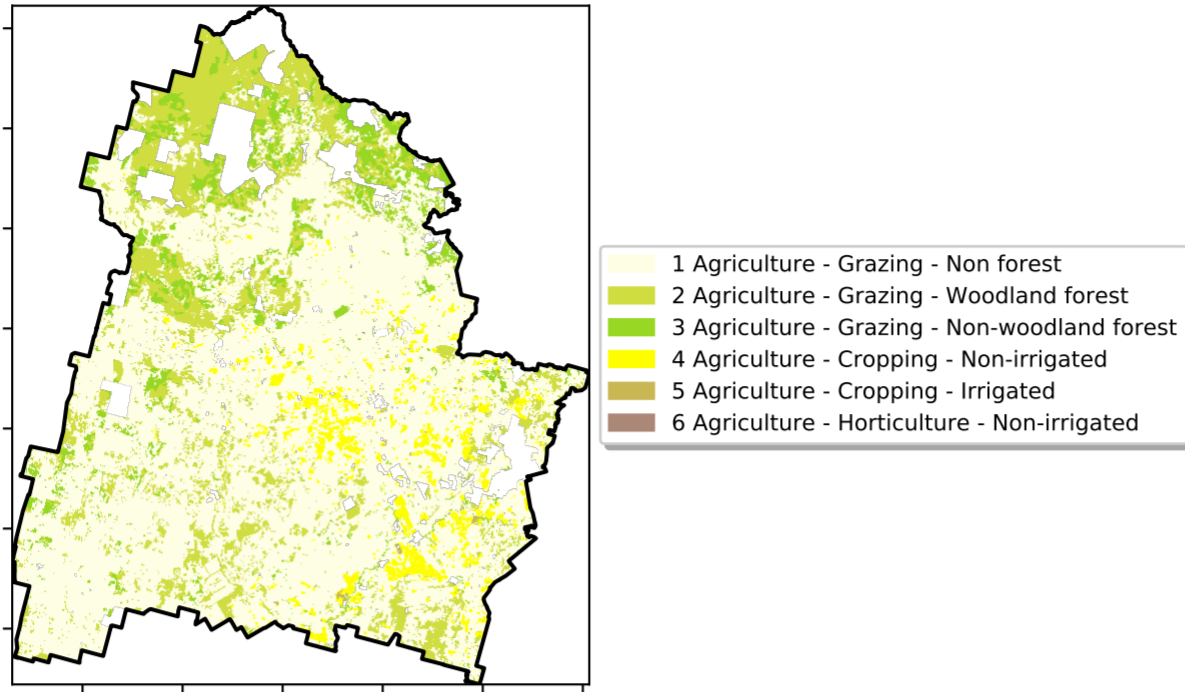 1 Agriculture - Grazing - Non forest
2 Agriculture - Grazing - Woodland forest
3 Agriculture - Grazing - Non-woodland forest
4 Agriculture - Cropping - Non-irrigated
5 Agriculture - Cropping - Irrigated
6 Agriculture - Horticulture - Non-irrigated